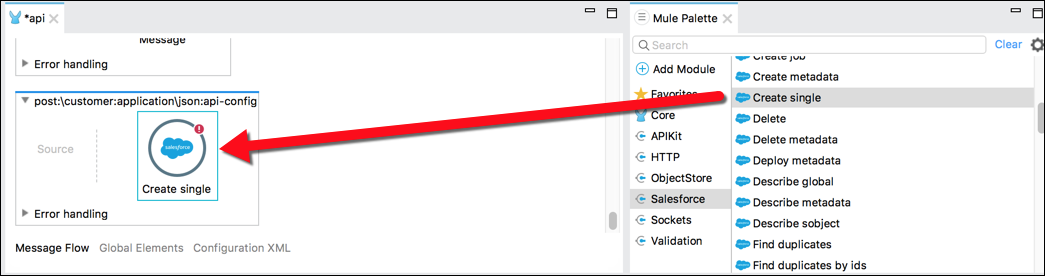 *api
Message
Error handling
post:\customer:application\json:api-config
Source
salesforce
Create single
Error handling
Message Flow Global Elements Configuration XML
Mule Palette
Search
Clear
Add Module
Favorites
Core
APIKit
HTTP
ObjectStore
Salesforce
Sockets
Validation
Create job
Create metadata
Create single
Delete
Delete metadata
Deploy metadata
Describe global
Describe metadata
Describe sobject
Find duplicates
Find duplicates by ids